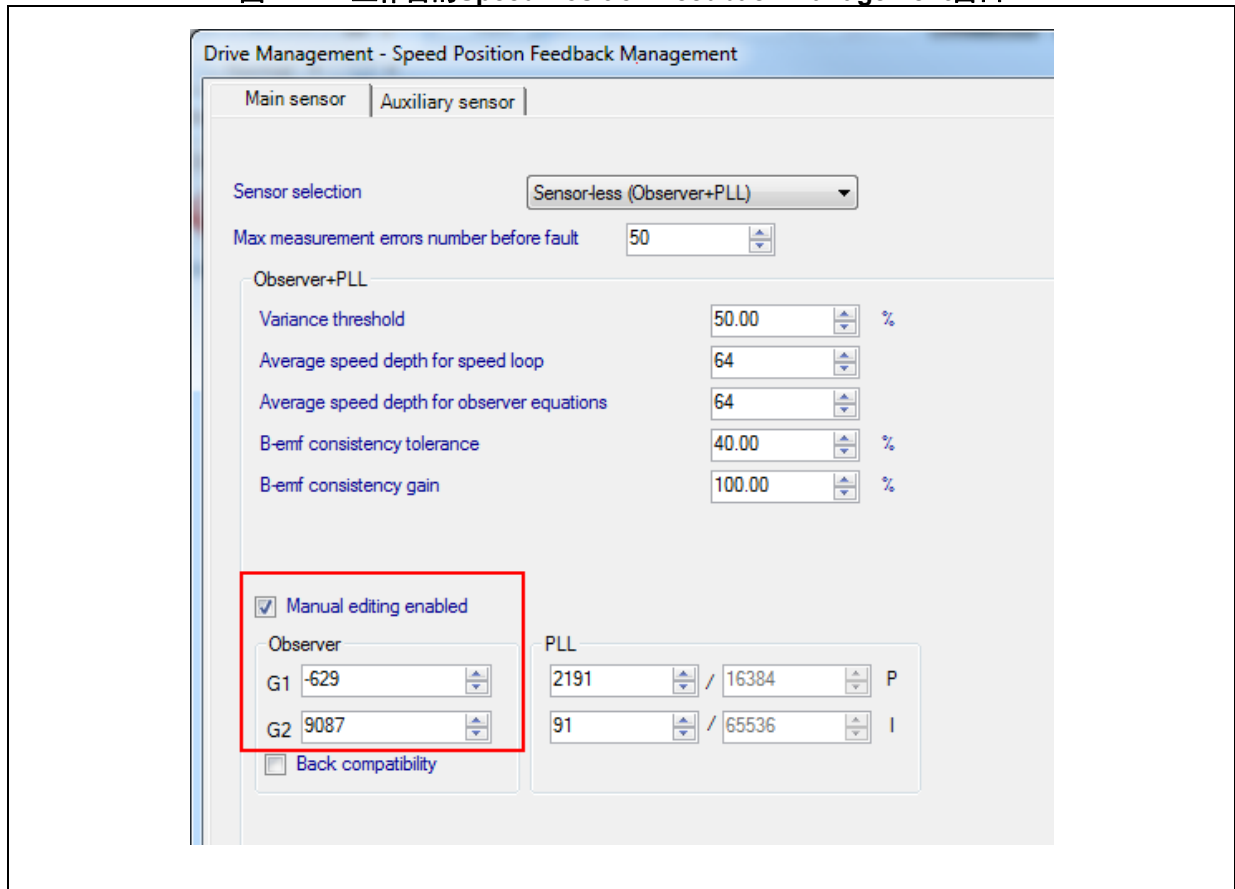 Drive Management - Speed Position Feedback Management
Main sensor Auxiliary sensor
Sensor selection Sensor-less (Observer+PLL)
Max measurement errors number before fault 50
Observer+PLL
Variance threshold 50.00 %
Average speed depth for speed loop 64
Average speed depth for observer equations 64
B-emf consistency tolerance 40.00 %
B-emf consistency gain 100.00 %
Manual editing enabled
Observer PLL
G1 -629 2191 / 16384 P
G2 9087 91 / 65536 I
Back compatibility